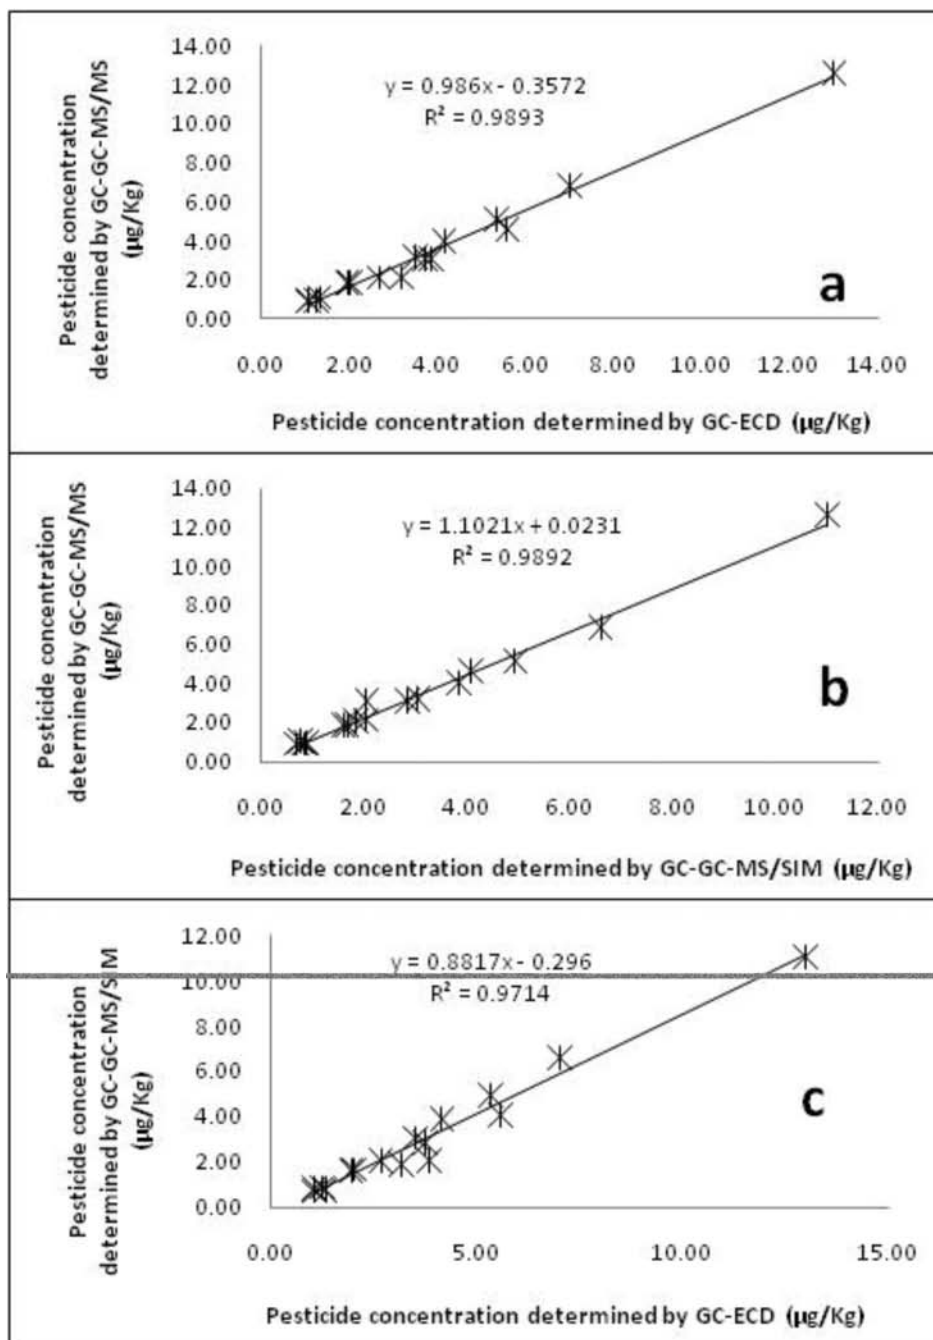 14.00
12.00
10.00
8.00
6.00
4.00
2.00
0.00
Pesticide concentration
determined by GC-GC-MS/MS
(µg/Kg)
y = 0.986x - 0.3572
R² = 0.9893
a
0.00 2.00 4.00 6.00 8.00 10.00 12.00 14.00
Pesticide concentration determined by GC-ECD (µg/Kg)
14.00
12.00
10.00
8.00
6.00
4.00
2.00
0.00
Pesticide concentration
determined by GC-GC-MS/MS
(µg/Kg)
y = 1.1021x + 0.0231
R² = 0.9892
b
0.00 2.00 4.00 6.00 8.00 10.00 12.00
Pesticide concentration determined by GC-GC-MS/SIM (µg/Kg)
12.00
10.00
8.00
6.00
4.00
2.00
0.00
Pesticide concentration
determined by GC-GC-MS/SIM
(µg/Kg)
y = 0.8817x - 0.296
R² = 0.9714
c
0.00 5.00 10.00 15.00
Pesticide concentration determined by GC-ECD (µg/Kg)